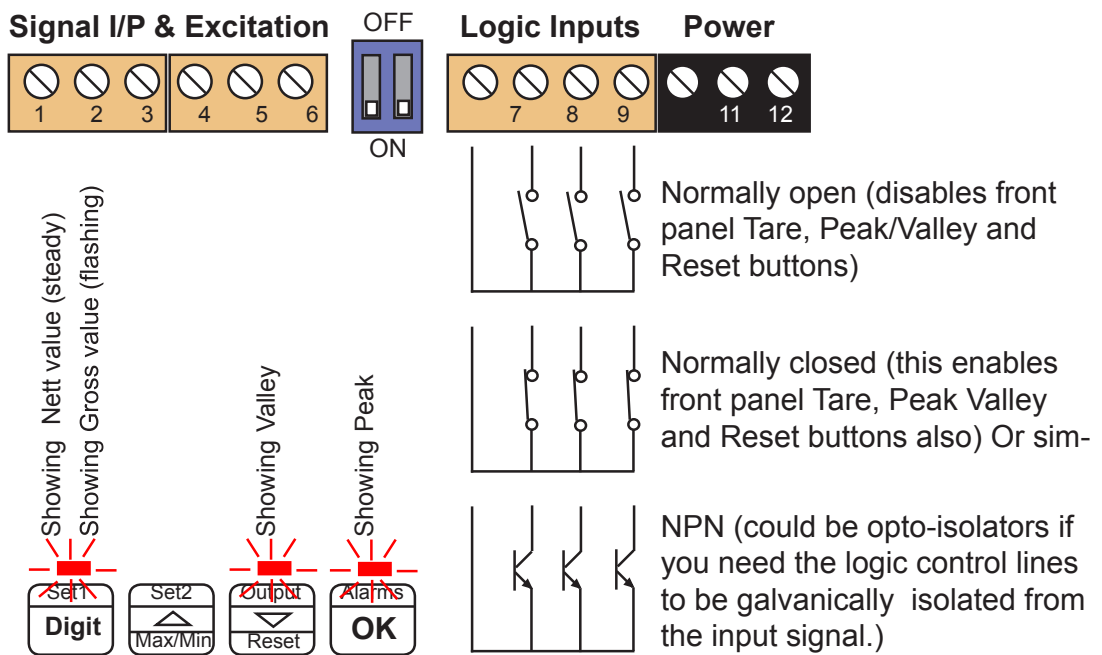 Signal I/P & Excitation
OFF
Logic Inputs
Power
1 2 3 4 5 6
7 8 9
11 12
ON
Showing Nett value (steady)
Showing Gross value (flashing)
Showing Valley
Showing Peak
Normally open (disables front
panel Tare, Peak/Valley and
Reset buttons)
Normally closed (this enables
front panel Tare, Peak Valley
and Reset buttons also) Or sim-
NPN (could be opto-isolators if
you need the logic control lines
to be galvanically isolated from
the input signal.)
Set1
Digit
Set2
Max/Min
Output
Reset
Alarms
OK